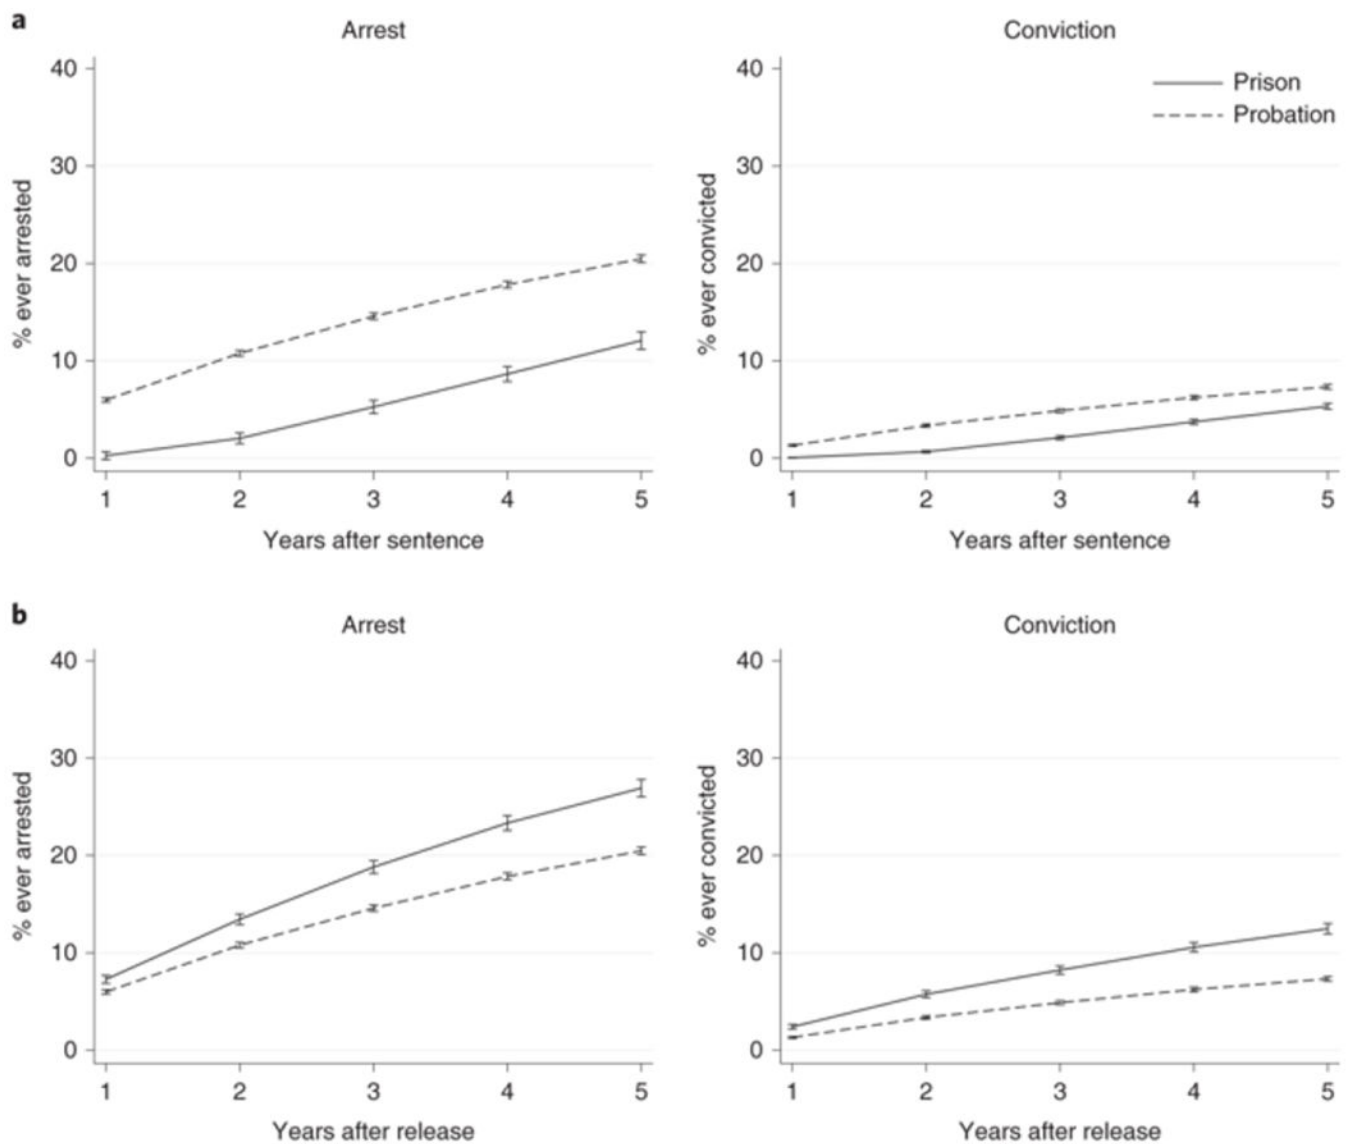 a
Arrest
40
30
20
10
0
% ever arrested
1 2 3 4 5
Years after sentence
Conviction
Prison
Probation
40
30
20
10
0
% ever convicted
1 2 3 4 5
Years after sentence
b
Arrest
40
30
20
10
0
% ever arrested
1 2 3 4 5
Years after release
Conviction
40
30
20
10
0
% ever convicted
1 2 3 4 5
Years after release